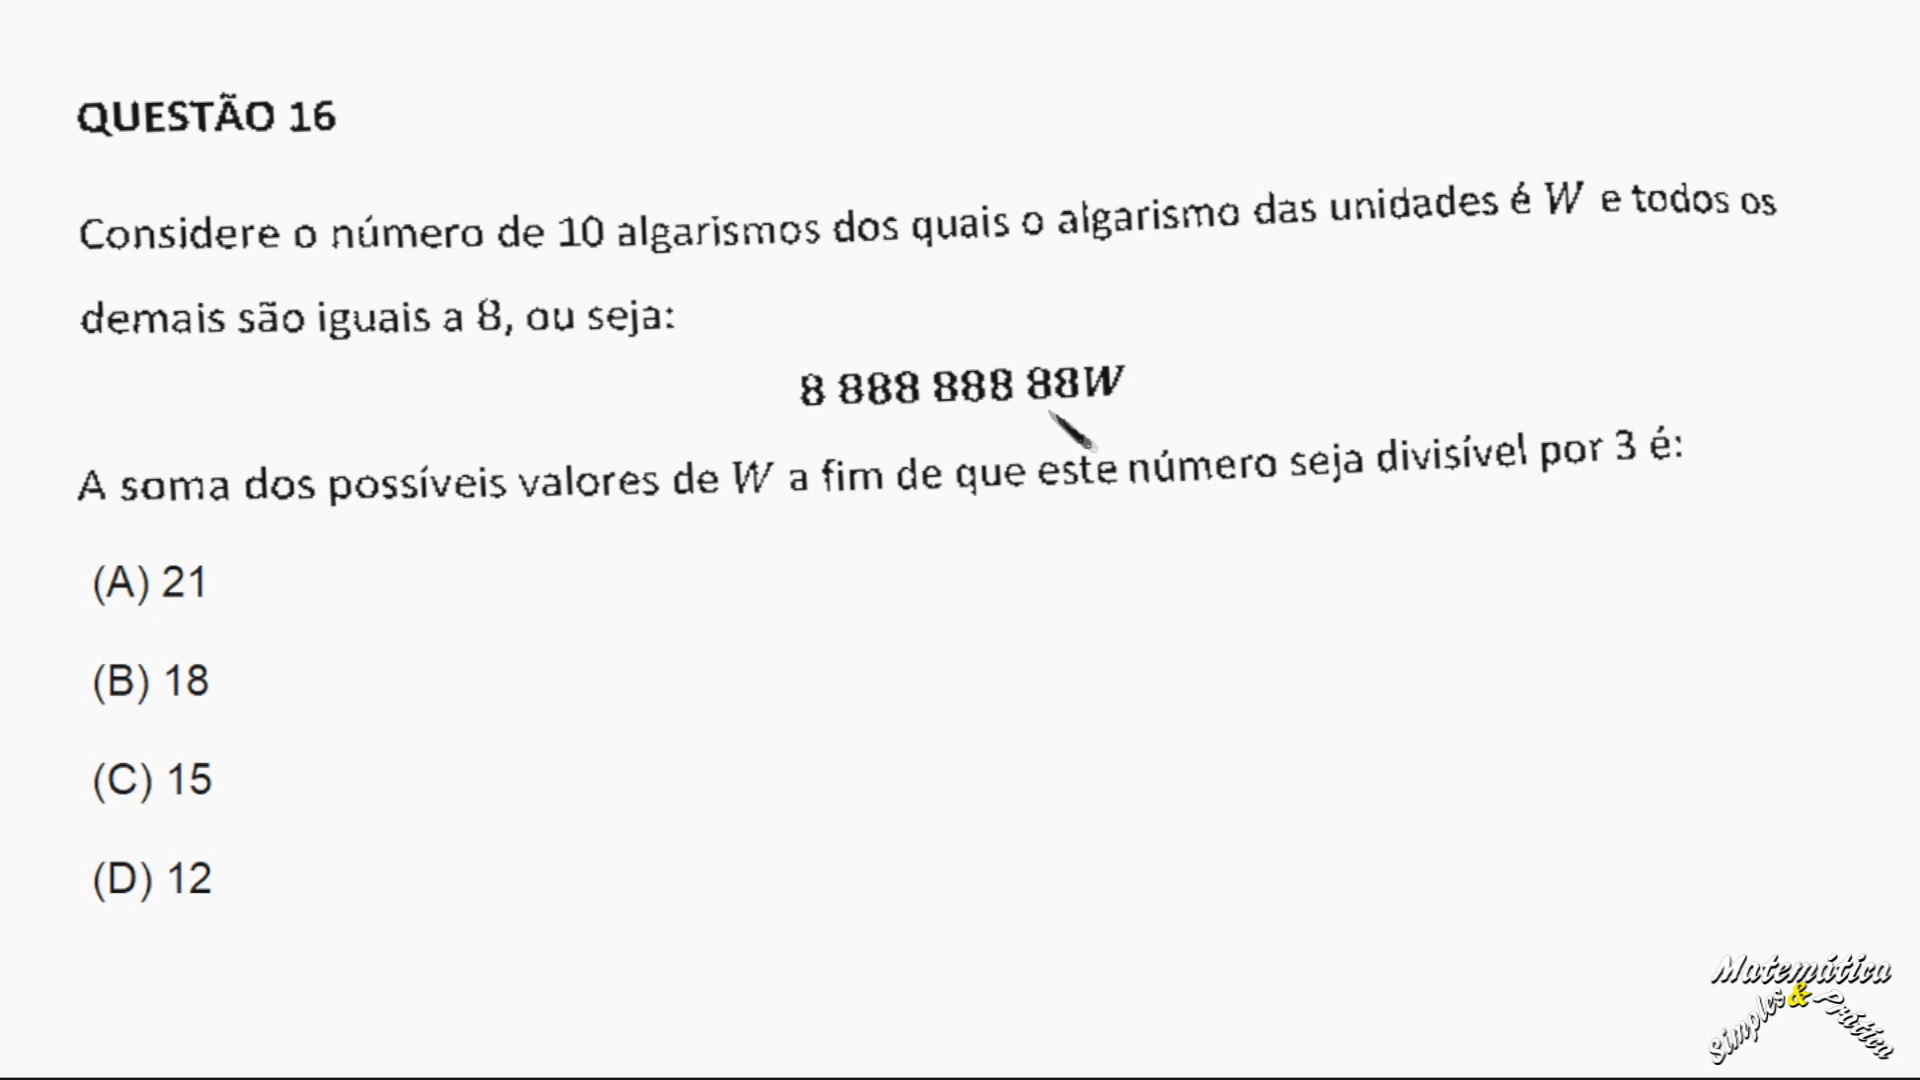 QUESTÃO 16
Considere o número de 10 algarismos dos quais o algarismo das unidades é W e todos os
demais são iguais a 8, ou seja:
8 888 888 88W
A soma dos possíveis valores de W a fim de que este número seja divisível por 3 é:
(A) 21
(B) 18
(C) 15
(D) 12
Matemática
Simples & Prática